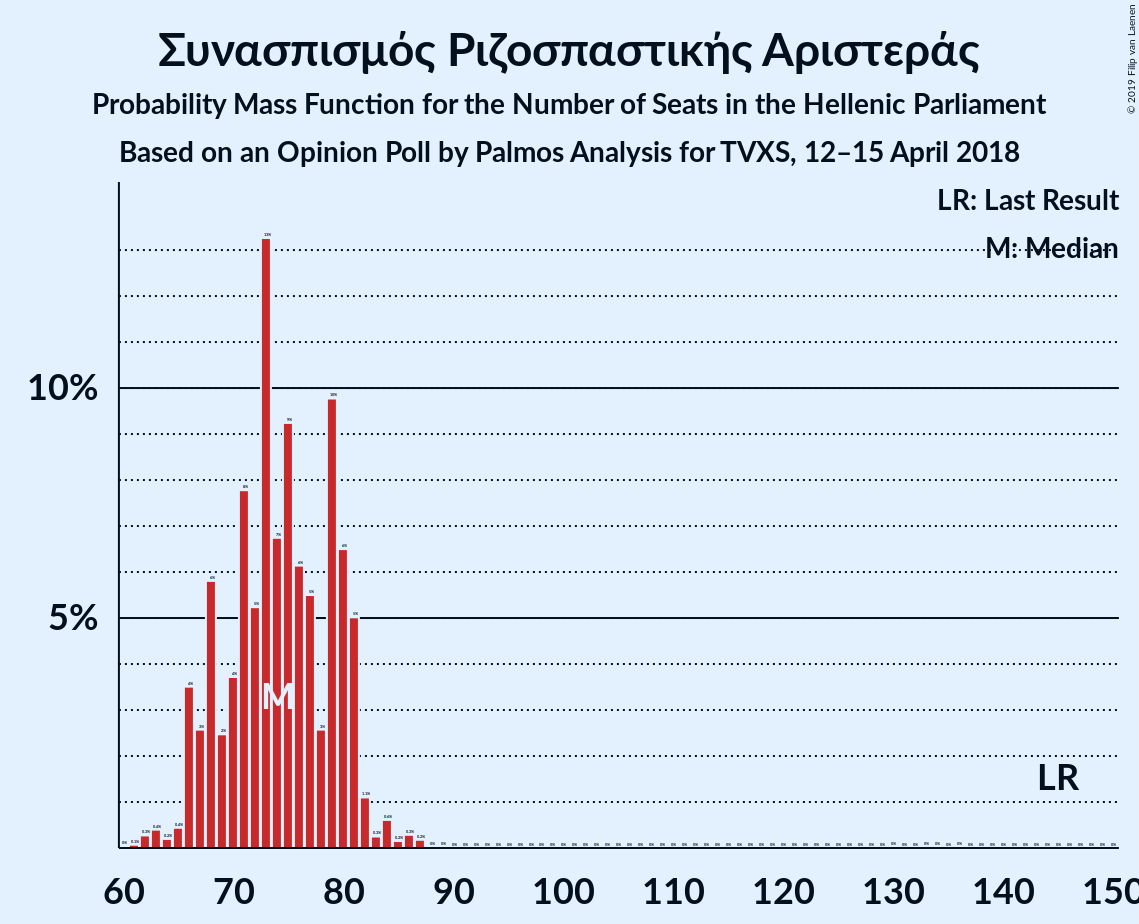 Συνασπισμός Ριζοσπαστικής Αριστεράς
Probability Mass Function for the Number of Seats in the Hellenic Parliament
Based on an Opinion Poll by Palmos Analysis for TVXS, 12–15 April 2018
© 2019 Filip van Laenen
LR: Last Result
M: Median
10%
5%
M
LR
60 70 80 90 100 110 120 130 140 150